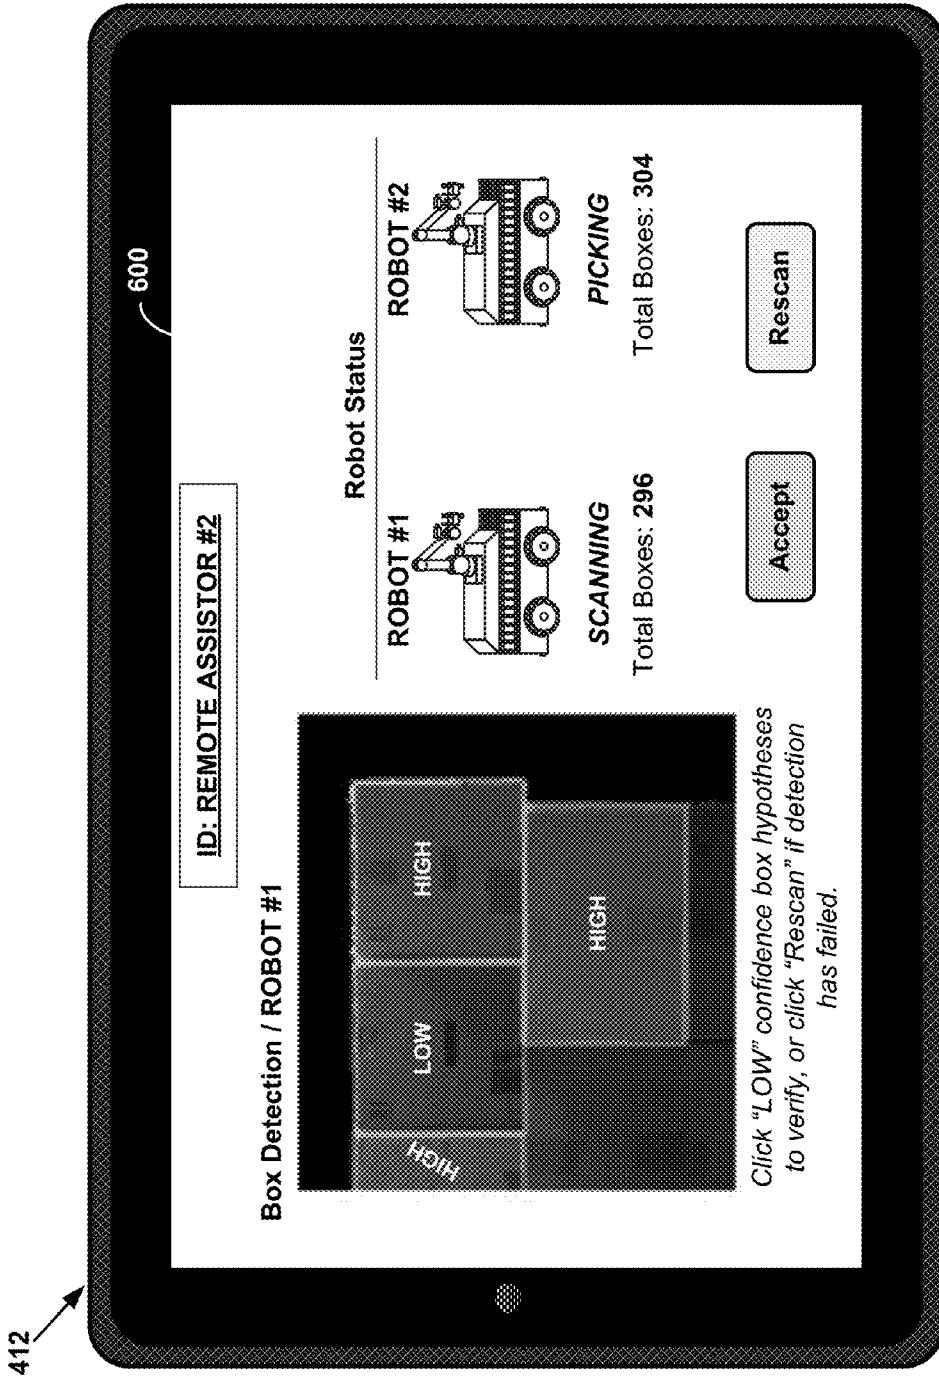 412
600
ID: REMOTE ASSISTOR #2
Box Detection / ROBOT #1
HIGH
LOW
HIGH
HIGH
Click "LOW" confidence box hypotheses
to verify, or click "Rescan" if detection
has failed.
Robot Status
ROBOT #1
ROBOT #2
SCANNING
PICKING
Total Boxes: 296
Total Boxes: 304
Accept
Rescan